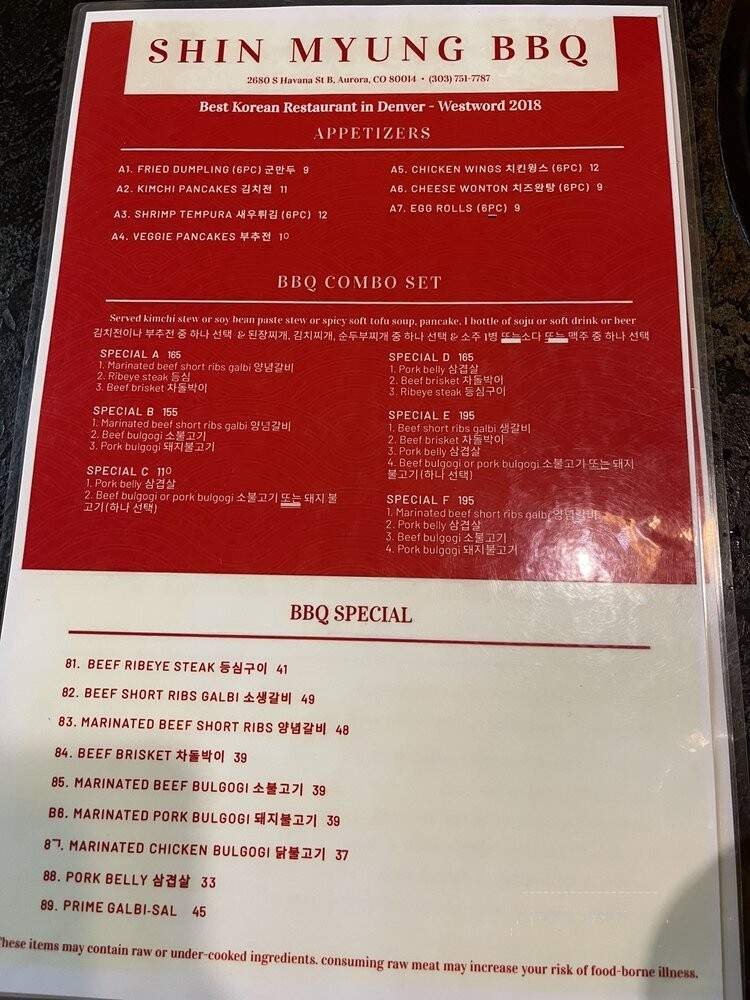 SHIN MYUNG BBQ
2680 S Havana St B, Aurora, CO 80014 • (303) 751-7787
Best Korean Restaurant in Denver - Westword 2018
APPETIZERS
A1. FRIED DUMPLING (6PC) 군만두 9
A2. KIMCHI PANCAKES 김치전 11
A3. SHRIMP TEMPURA 새우튀김 (6PC) 12
A4. VEGGIE PANCAKES 부추전 10
A5. CHICKEN WINGS 치킨윙스 (6PC) 12
A6. CHEESE WONTON 치즈완탕 (6PC) 9
A7. EGG ROLLS (6PC) 9
BBQ COMBO SET
Served kimchi stew or soy bean paste stew or spicy soft tofu soup, pancake, 1 bottle of soju or soft drink or beer
김치전이나 부추전 중 하나 선택 & 된장찌개, 김치찌개, 순두부찌개 중 하나 선택 & 소주 1병 또는소다 또는 맥주 중 하나 선택
SPECIAL A 165
1. Marinated beef short ribs galbi 양념갈비
2. Ribeye steak 등심
3. Beef brisket 차돌박이
SPECIAL B 155
1. Marinated beef short ribs galbi 양념갈비
2. Beef bulgogi 소불고기
3. Pork bulgogi 돼지불고기
SPECIAL C 110
1. Pork belly 삼겹살
2. Beef bulgogi or pork bulgogi 소불고기 또는 돼지 불
고기(하나 선택)
SPECIAL D 165
1. Pork belly 삼겹살
2. Beef brisket 차돌박이
3. Ribeye steak 등심구이
SPECIAL E 195
1. Beef short ribs galbi 생갈비
2. Beef brisket 차돌박이
3. Pork belly 삼겹살
4. Beef bulgogi or pork bulgogi 소불고기 또는 돼지
불고기(하나 선택)
SPECIAL F 195
1. Marinated beef short ribs galbi 양념갈비
2. Pork belly 삼겹살
3. Beef bulgogi 소불고기
4. Pork bulgogi 돼지불고기
BBQ SPECIAL
81. BEEF RIBEYE STEAK 등심구이 41
82. BEEF SHORT RIBS GALBI 소생갈비 49
83. MARINATED BEEF SHORT RIBS 양념갈비 48
84. BEEF BRISKET 차돌박이 39
85. MARINATED BEEF BULGOGI 소불고기 39
B6. MARINATED PORK BULGOGI 돼지불고기 39
87. MARINATED CHICKEN BULGOGI 닭불고기 37
88. PORK BELLY 삼겹살 33
89. PRIME GALBI-SAL 45
These items may contain raw or under-cooked ingredients. consuming raw meat may increase your risk of food-borne illness.